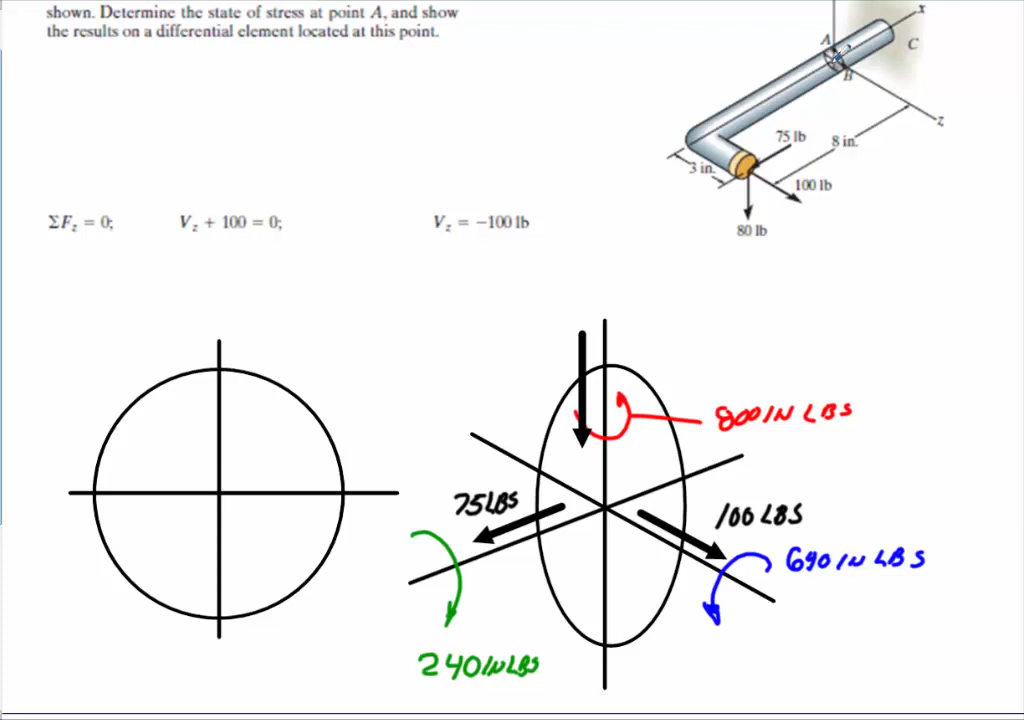 shown. Determine the state of stress at point A, and show
the results on a differential element located at this point.
x
A
C
B
z
75 lb
8 in.
3 in.
100 lb
80 lb
ΣF_z = 0; V_z + 100 = 0; V_z = −100 lb
800 IN LBS
75 LBS
100 LBS
640 IN LBS
240 IN LBS